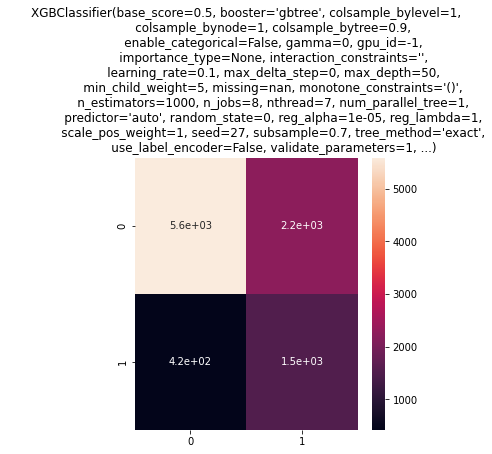 XGBClassifier(base_score=0.5, booster='gbtree', colsample_bylevel=1,
colsample_bynode=1, colsample_bytree=0.9,
enable_categorical=False, gamma=0, gpu_id=-1,
importance_type=None, interaction_constraints='',
learning_rate=0.1, max_delta_step=0, max_depth=50,
min_child_weight=5, missing=nan, monotone_constraints='()',
n_estimators=1000, n_jobs=8, nthread=7, num_parallel_tree=1,
predictor='auto', random_state=0, reg_alpha=1e-05, reg_lambda=1,
scale_pos_weight=1, seed=27, subsample=0.7, tree_method='exact',
use_label_encoder=False, validate_parameters=1, ...)
0
5.6e+03
2.2e+03
1
4.2e+02
1.5e+03
0
1
5000
4000
3000
2000
1000